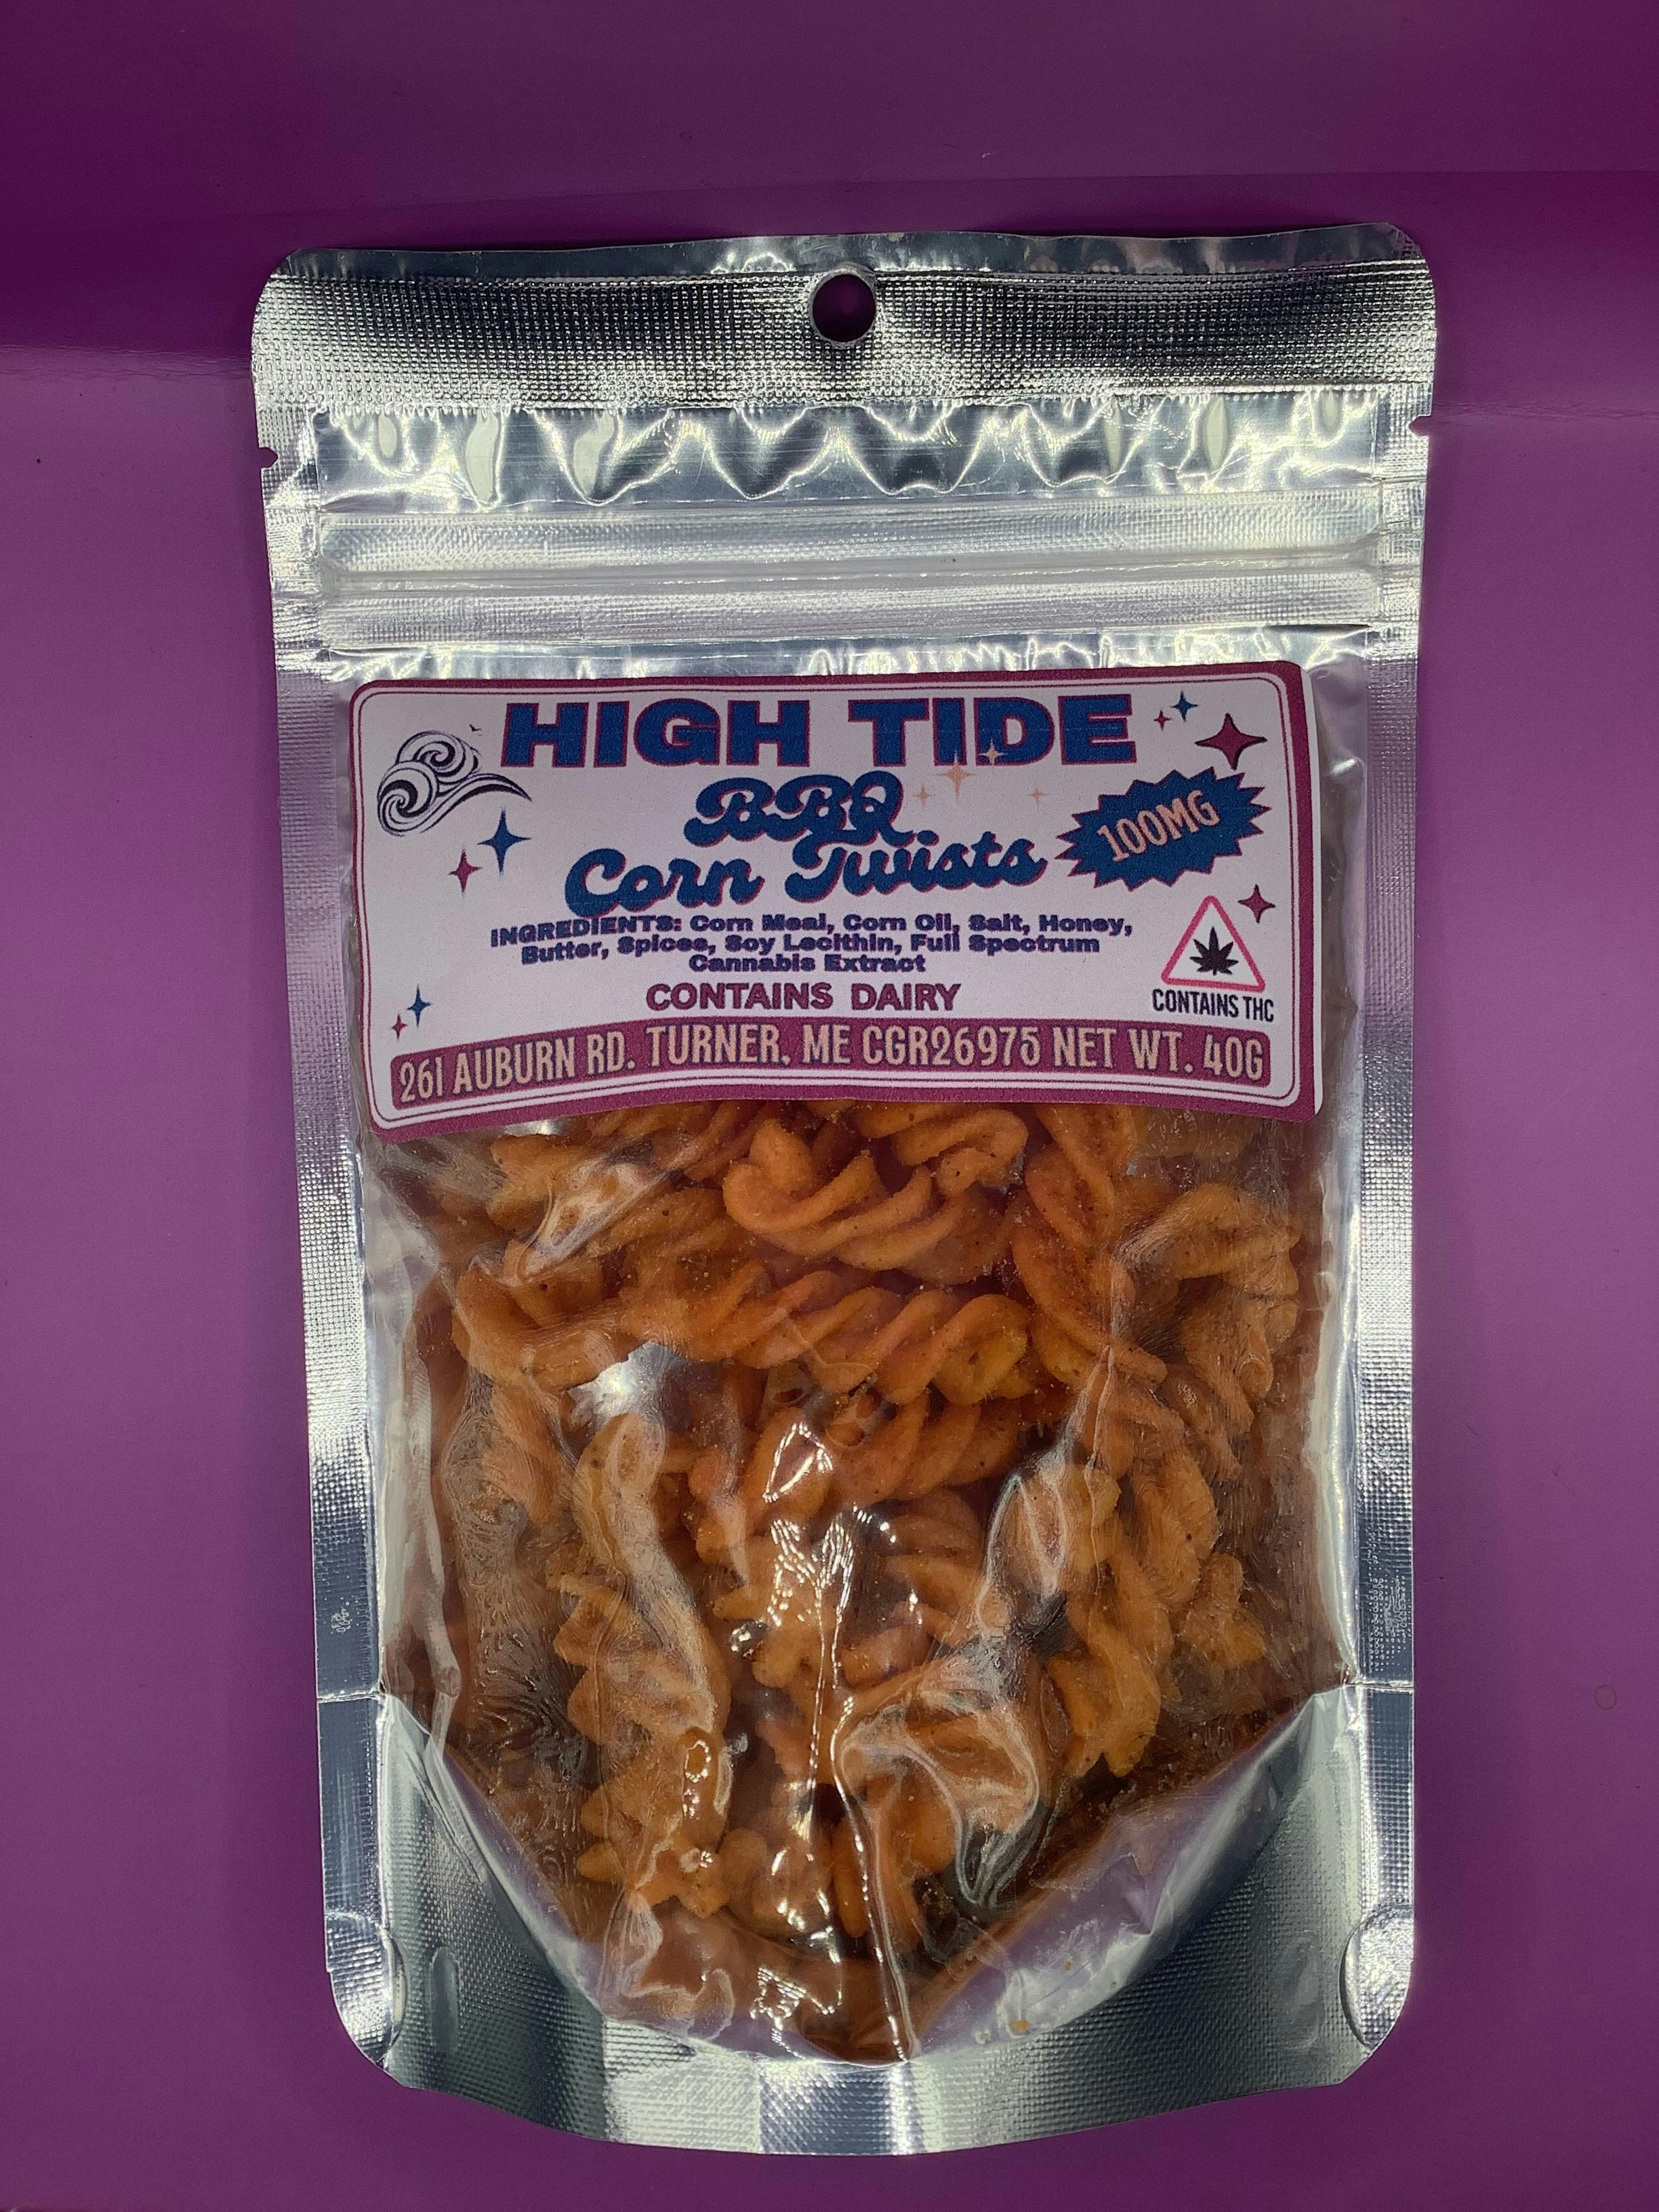 HIGH TIDE
BBQ
Corn Twists
100MG
INGREDIENTS: Corn Meal, Corn Oil, Salt, Honey,
Butter, Spices, Soy Lecithin, Full Spectrum
Cannabis Extract
CONTAINS DAIRY
CONTAINS THC
261 AUBURN RD. TURNER, ME CGR26975 NET WT. 40G